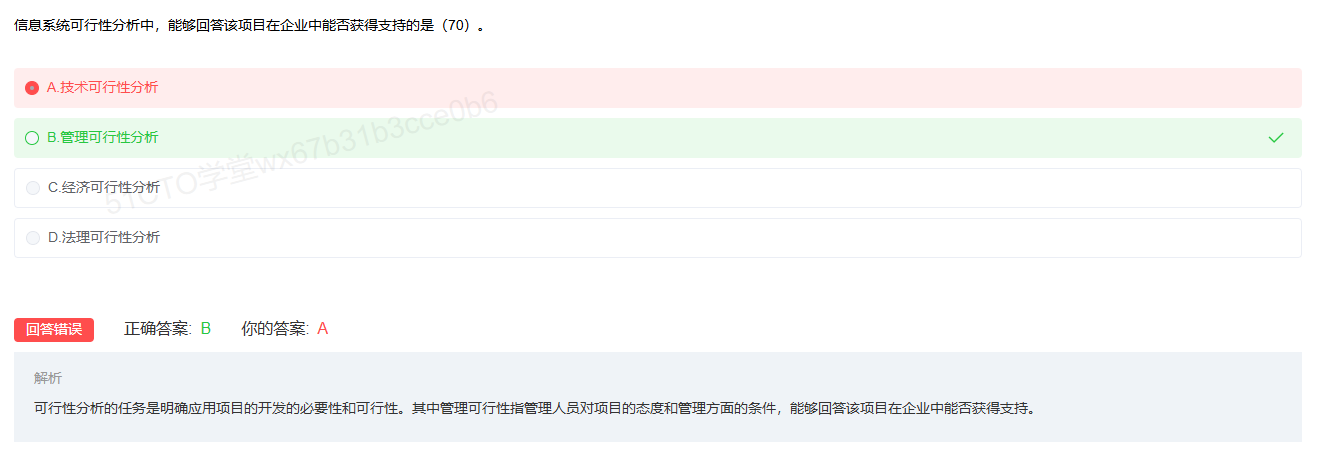 信息系统可行性分析中，能够回答该项目在企业中能否获得支持的是（70）。
A.技术可行性分析
B.管理可行性分析
C.经济可行性分析
D.法理可行性分析
51CTO学堂wx67b31b3cce0b6
回答错误 正确答案: B 你的答案: A
解析
可行性分析的任务是明确应用项目的开发的必要性和可行性。其中管理可行性指管理人员对项目的态度和管理方面的条件，能够回答该项目在企业中能否获得支持。